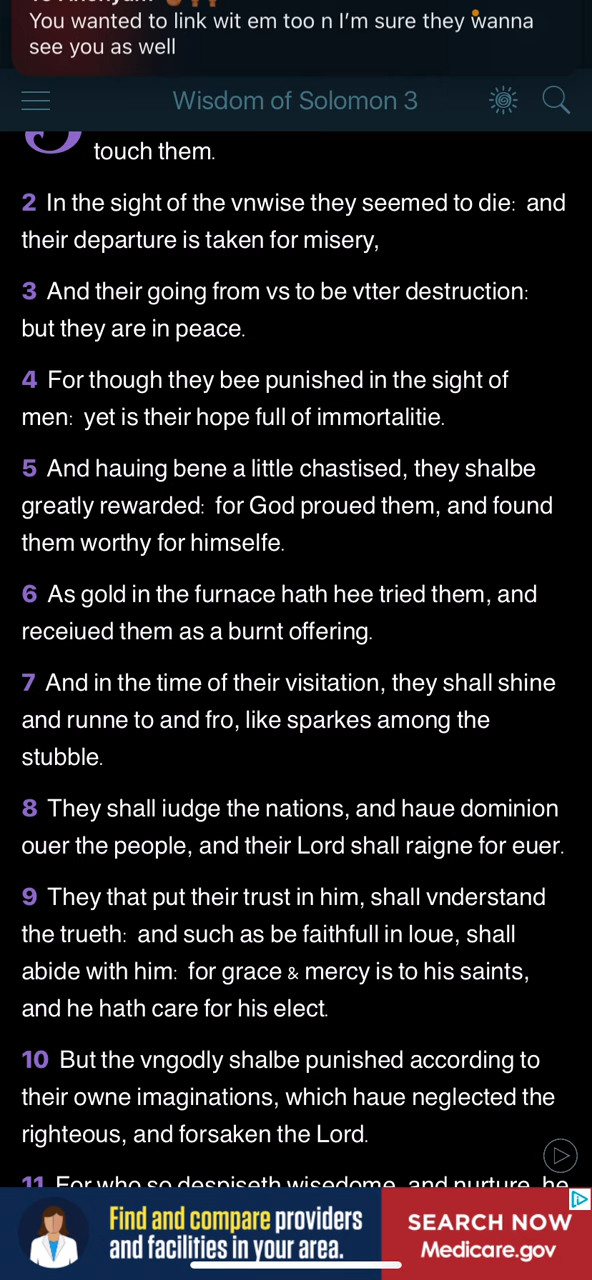 You wanted to link wit em too n I’m sure they wanna
see you as well
Wisdom of Solomon 3
touch them.
2 In the sight of the vnwise they seemed to die: and
their departure is taken for misery,
3 And their going from vs to be vtter destruction:
but they are in peace.
4 For though they bee punished in the sight of
men: yet is their hope full of immortalitie.
5 And hauing bene a little chastised, they shalbe
greatly rewarded: for God proued them, and found
them worthy for himselfe.
6 As gold in the furnace hath hee tried them, and
receiued them as a burnt offering.
7 And in the time of their visitation, they shall shine
and runne to and fro, like sparkes among the
stubble.
8 They shall iudge the nations, and haue dominion
ouer the people, and their Lord shall raigne for euer.
9 They that put their trust in him, shall vnderstand
the trueth: and such as be faithfull in loue, shall
abide with him: for grace & mercy is to his saints,
and he hath care for his elect.
10 But the vngodly shalbe punished according to
their owne imaginations, which haue neglected the
righteous, and forsaken the Lord.
11 For who so despiseth wisedome, and nurture, he
Find and compare providers
and facilities in your area.
SEARCH NOW
Medicare.gov